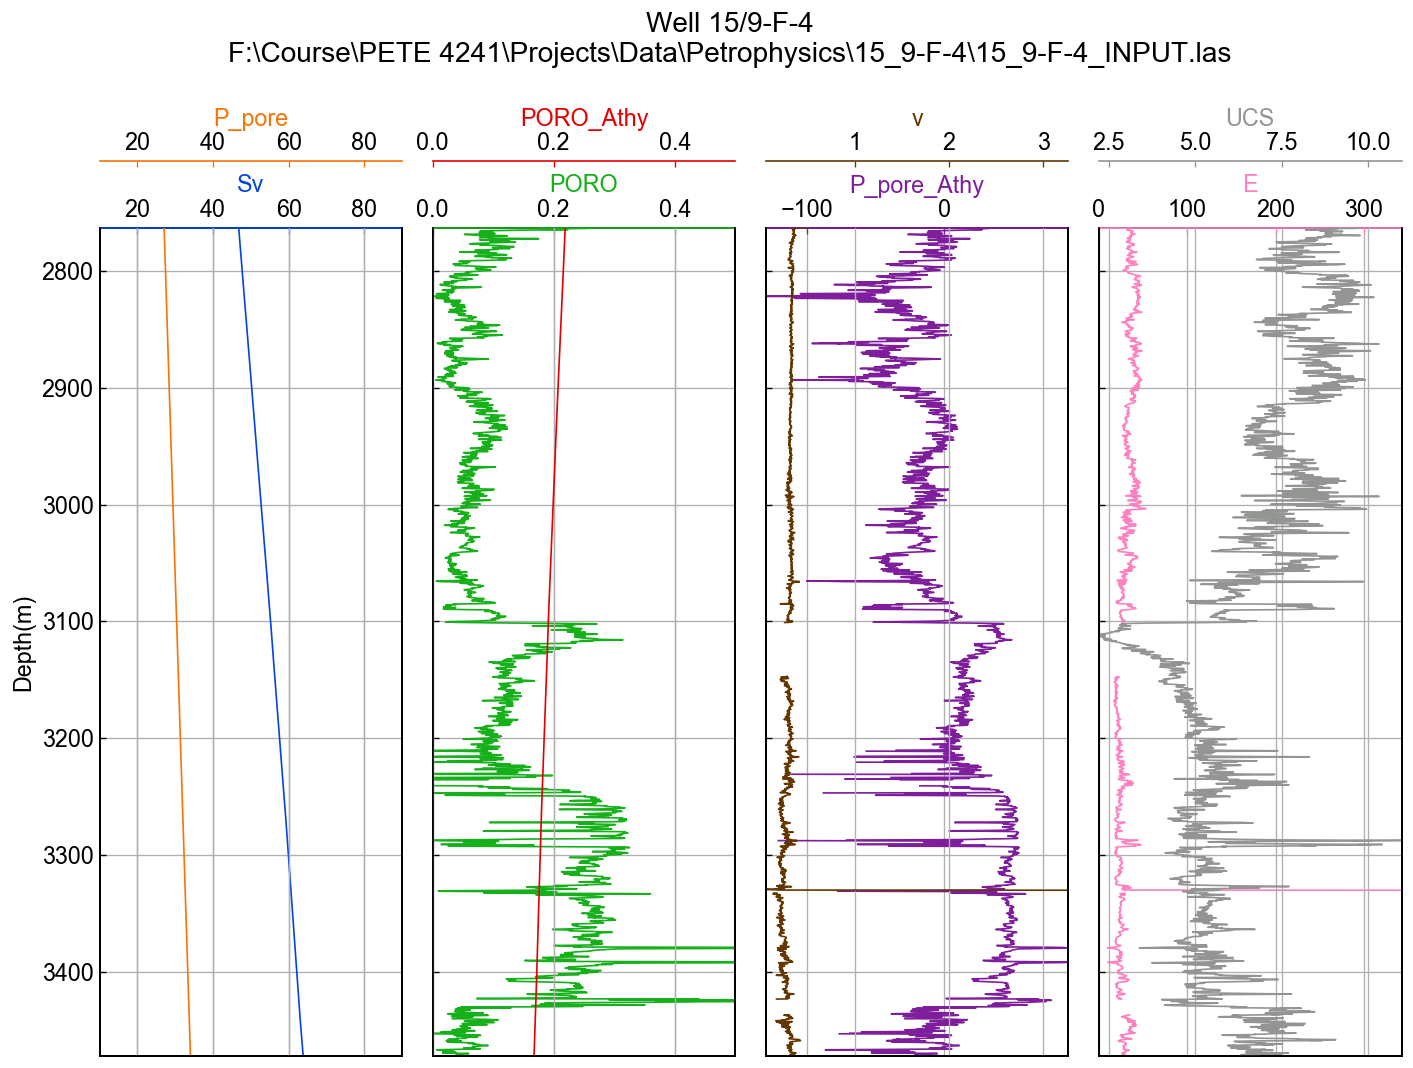 Well 15/9-F-4
F:\Course\PETE 4241\Projects\Data\Petrophysics\15_9-F-4\15_9-F-4_INPUT.las
P_pore PORO_Athy v UCS
20 40 60 80 0.0 0.2 0.4 1 2 3 2.5 5.0 7.5 10.0
Sv PORO P_pore_Athy E
20 40 60 80 0.0 0.2 0.4 −100 0 0 100 200 300
2800
2900
3000
3100
3200
3300
3400
Depth(m)